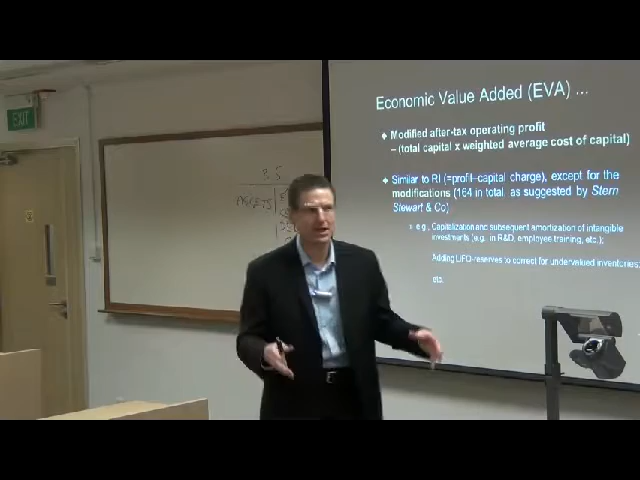 EXIT
Economic Value Added (EVA) ...
Modified after-tax operating profit
– (total capital x weighted average cost of capital)
Similar to RI (=profit–capital charge), except for the
modifications (164 in total, as suggested by Stern
Stewart & Co)
e.g., Capitalization and subsequent amortization of intangible
investments (e.g. in R&D, employee training, etc.);
Adding LIFO-reserves to correct for undervalued inventories;
etc.